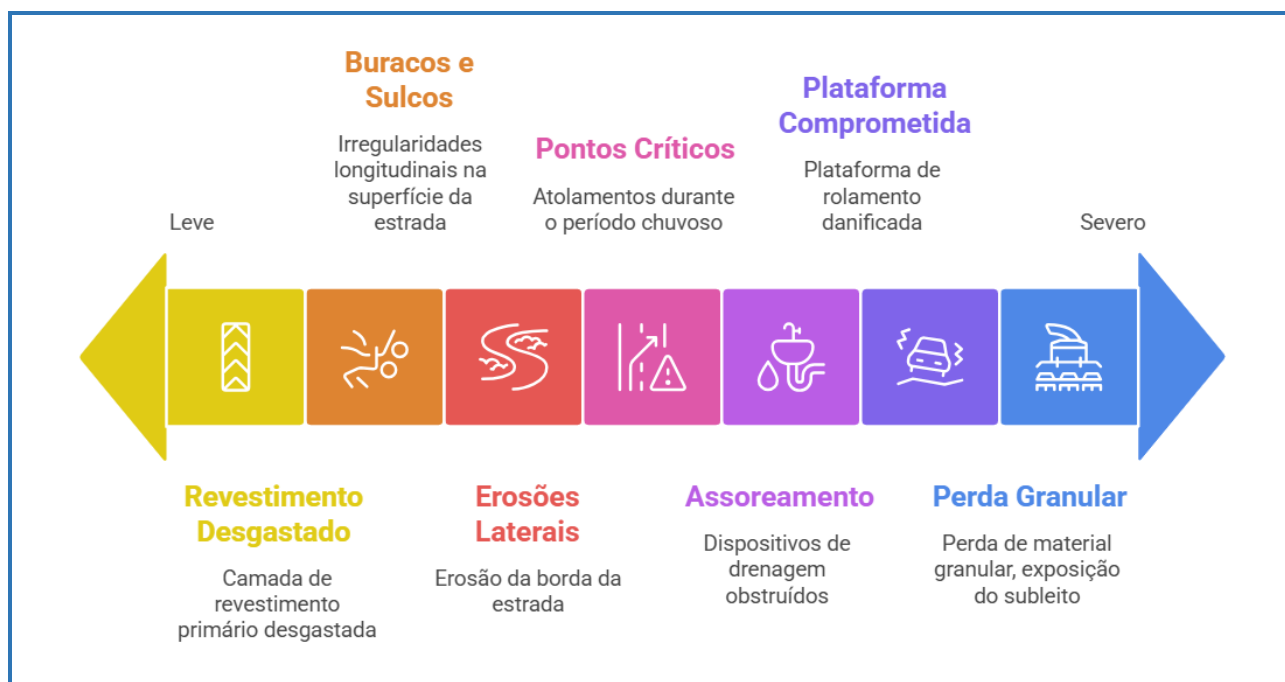 Buracos e
Sulcos
Irregularidades
longitudinais na
superfície da
estrada
Pontos Críticos
Atolamentos durante
o período chuvoso
Plataforma
Comprometida
Plataforma de
rolamento
danificada
Leve
Severo
Revestimento
Desgastado
Camada de
revestimento
primário desgastada
Erosões
Laterais
Erosão da borda da
estrada
Assoreamento
Dispositivos de
drenagem
obstruídos
Perda Granular
Perda de material
granular, exposição
do subleito